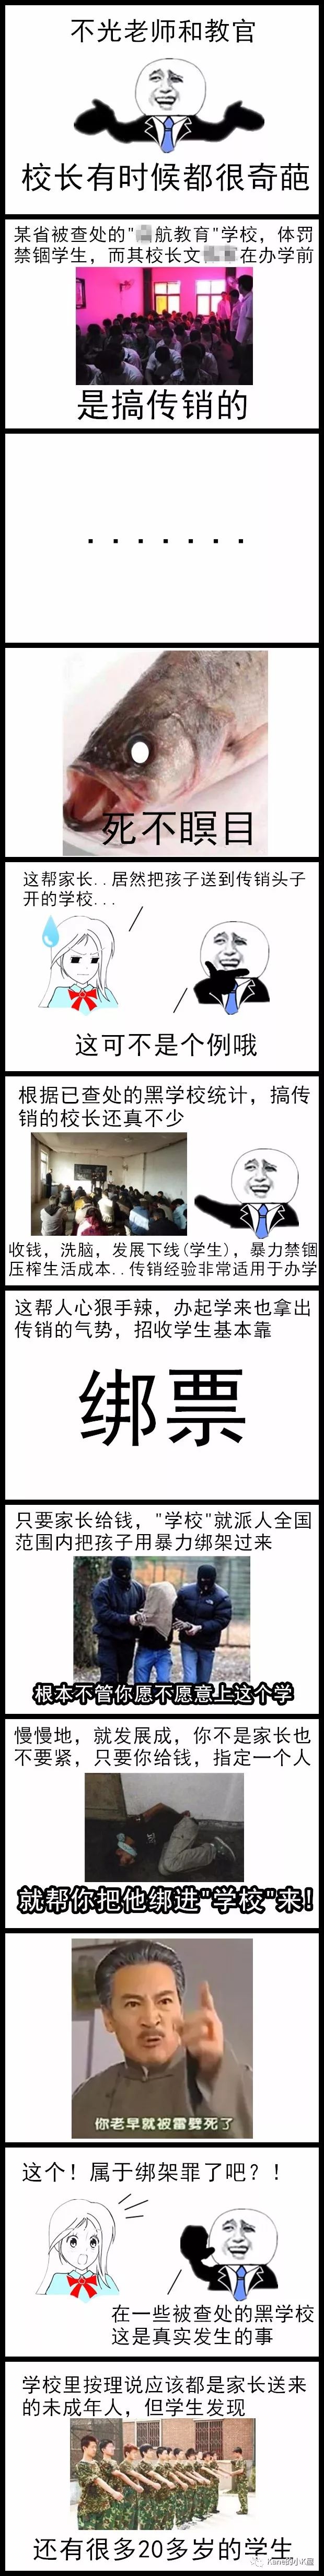 不光老师和教官
校长有时候都很奇葩
某省被查处的"航教育"学校，体罚
禁锢学生，而其校长文在办学前
是搞传销的
.......
死不瞑目
这帮家长..居然把孩子送到传销头子
开的学校...
这可不是个例哦
根据已查处的黑学校统计，搞传
销的校长还真不少
收钱，洗脑，发展下线(学生)，暴力禁锢
压榨生活成本..传销经验非常适用于办学
这帮人心狠手辣，办起学来也拿出
传销的气势，招收学生基本靠
绑票
只要家长给钱，"学校"就派人全国
范围内把孩子用暴力绑架过来
根本不管你愿不愿意上这个学
慢慢地，就发展成，你不是家长也
不要紧，只要你给钱，指定一个人
就帮你把他绑进"学校"来!
你老早就被雷劈死了
这个！属于绑架罪了吧？！
在一些被查处的黑学校
这是真实发生的事
学校里按理说应该都是家长送来
的未成年人，但学生发现
还有很多20多岁的学生